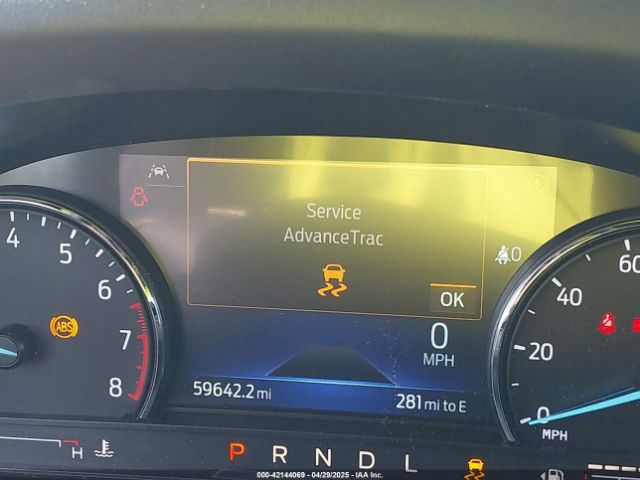 Service
AdvanceTrac
OK
0
4
5
6
7
8
ABS
0
MPH
59642.2 mi
281 mi to E
60
40
20
0
MPH
H
P R N D L
000-42144069 - 04/29/2025 - IAA Inc.